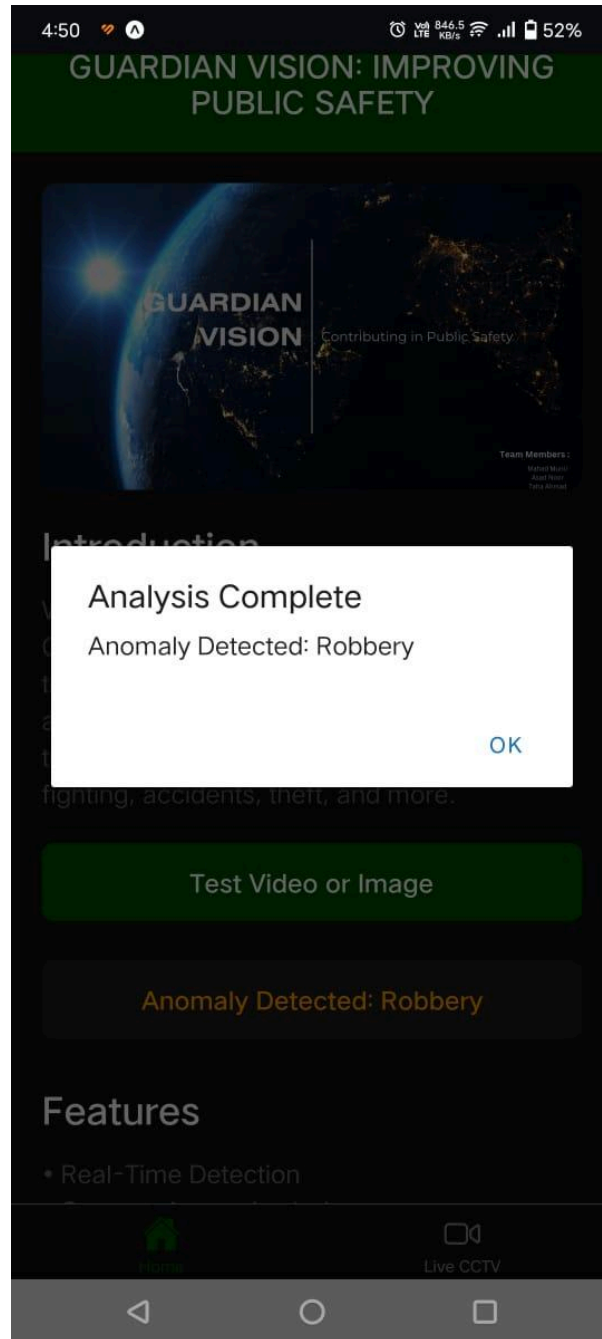 4:50
846.5
KB/s
Vo)
LTE
52%
GUARDIAN VISION: IMPROVING
PUBLIC SAFETY
GUARDIAN
VISION
Contributing in Public Safety
Team Members :
Introduction
Analysis Complete
Anomaly Detected: Robbery
OK
fighting, accidents, theft, and more.
Test Video or Image
Anomaly Detected: Robbery
Features
• Real-Time Detection
Home
Live CCTV